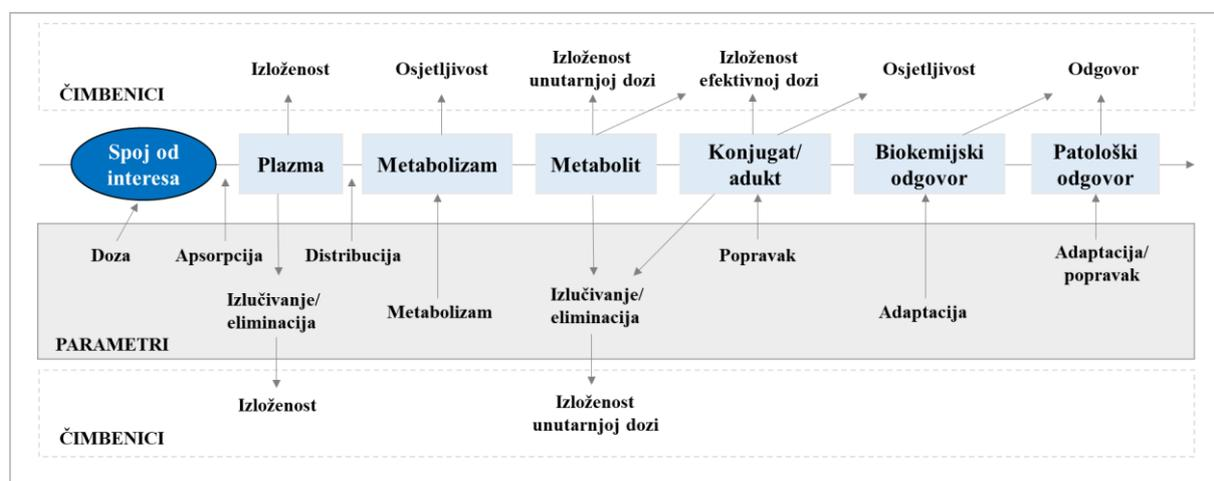 Izloženost
Osjetljivost
Izloženost
unutarnjoj dozi
Izloženost
efektivnoj dozi
Osjetljivost
Odgovor
ČIMBENICI
Spoj od
interesa
Plazma
Metabolizam
Metabolit
Konjugat/
adukt
Biokemijski
odgovor
Patološki
odgovor
Doza
Apsorpcija
Distribucija
Popravak
Adaptacija/
popravak
Izlučivanje/
eliminacija
Metabolizam
Izlučivanje/
eliminacija
Adaptacija
PARAMETRI
Izloženost
Izloženost
unutarnjoj dozi
ČIMBENICI